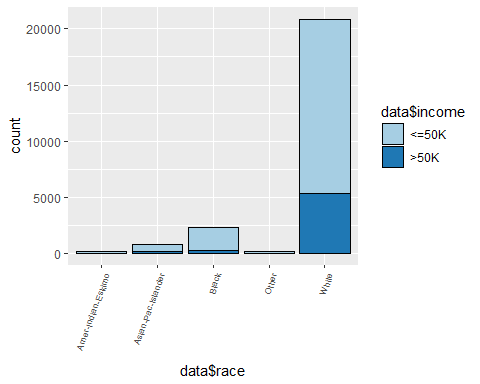 20000
15000
10000
5000
0
count
Amer-Indian-Eskimo
Asian-Pac-Islander
Black
Other
White
data$race
data$income
<=50K
>50K